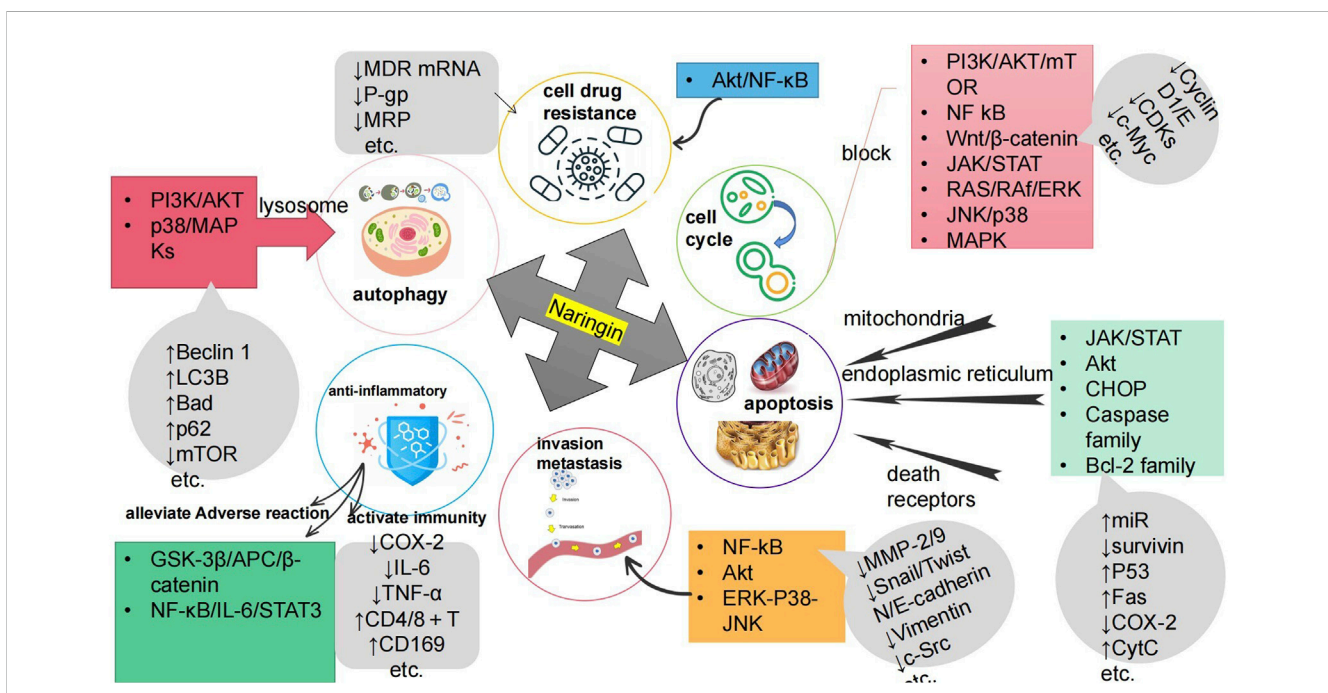 ↓MDR mRNA
↓P-gp
↓MRP
etc.
cell drug
resistance
• Akt/NF-κB
block
• PI3K/AKT/mT
OR
• NF kB
• Wnt/β-catenin
• JAK/STAT
• RAS/RAf/ERK
• JNK/p38
• MAPK
↓Cyclin
D1/E
↓CDKs
↓c-Myc
etc.
• PI3K/AKT
• p38/MAP
Ks
lysosome
autophagy
cell
cycle
Naringin
↑Beclin 1
↑LC3B
↑Bad
↑p62
↓mTOR
etc.
anti-inflammatory
alleviate Adverse reaction
activate immunity
• GSK-3β/APC/β-
catenin
• NF-κB/IL-6/STAT3
↓COX-2
↓IL-6
↓TNF-α
↑CD4/8 + T
↑CD169
etc.
invasion
metastasis
Invasion
• NF-kB
• Akt
• ERK-P38-
JNK
↓MMP-2/9
↓Snail/Twist
N/E-cadherin
↓Vimentin
↓c-Src
etc.
mitochondria
endoplasmic reticulum
apoptosis
death
receptors
• JAK/STAT
• Akt
• CHOP
• Caspase
family
• Bcl-2 family
↑miR
↓survivin
↑P53
↑Fas
↓COX-2
↑CytC
etc.